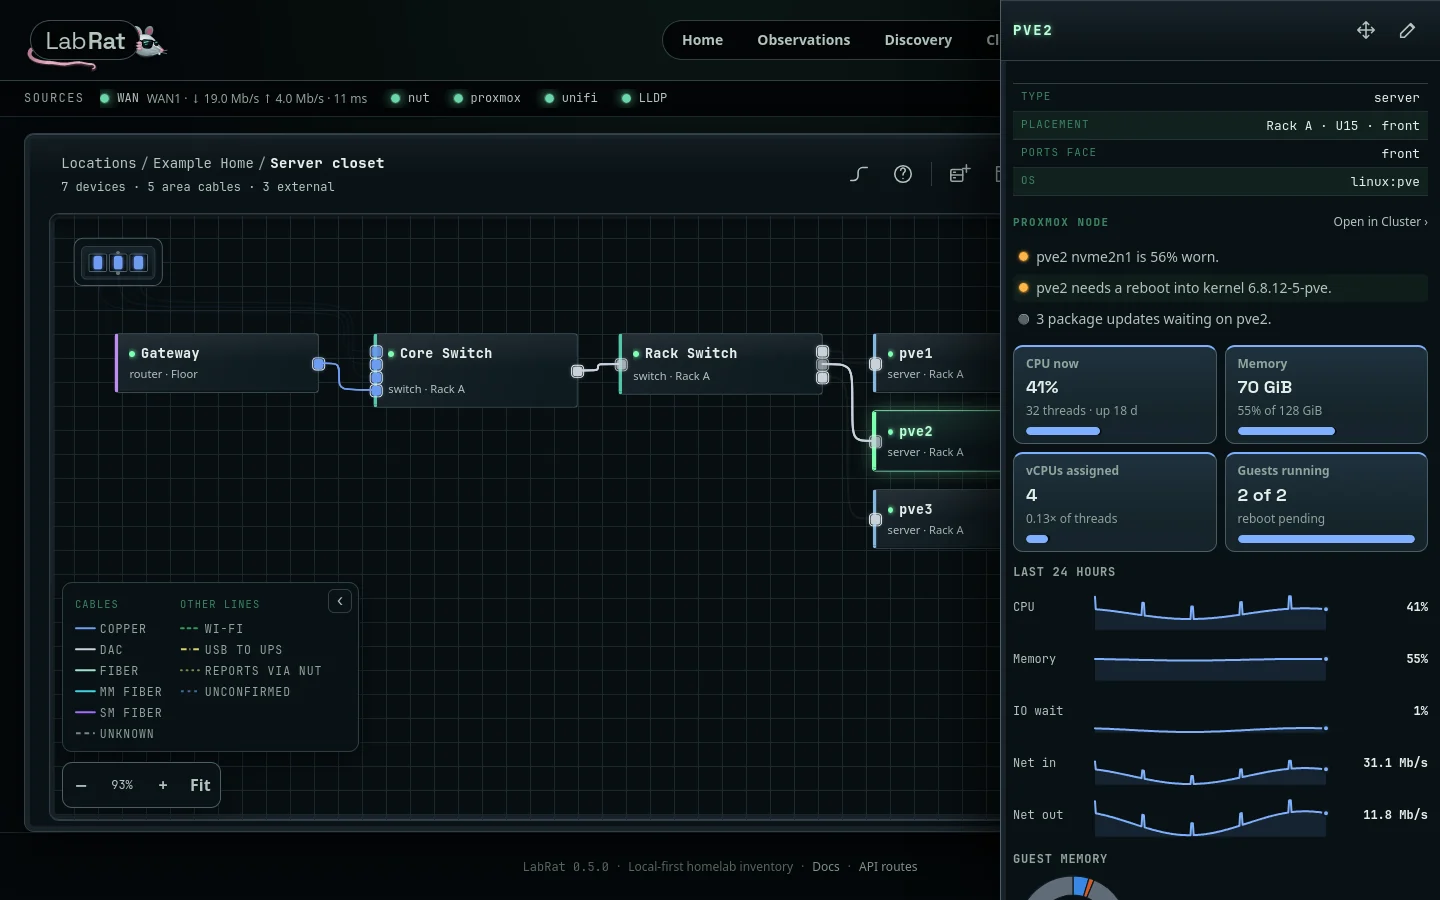 LabRat
Home
Observations
Discovery
Cl
SOURCES
WAN WAN1 · ↓ 19.0 Mb/s ↑ 4.0 Mb/s · 11 ms
nut
proxmox
unifi
LLDP
Locations / Example Home / Server closet
7 devices · 5 area cables · 3 external
Gateway
router · Floor
Core Switch
switch · Rack A
Rack Switch
switch · Rack A
pve1
server · Rack A
pve2
server · Rack A
pve3
server · Rack A
CABLES
COPPER
DAC
FIBER
MM FIBER
SM FIBER
UNKNOWN
OTHER LINES
WI-FI
USB TO UPS
REPORTS VIA NUT
UNCONFIRMED
− 93% + Fit
LabRat 0.5.0 · Local-first homelab inventory · Docs · API routes
PVE2
TYPE server
PLACEMENT Rack A · U15 · front
PORTS FACE front
OS linux:pve
PROXMOX NODE Open in Cluster ›
pve2 nvme2n1 is 56% worn.
pve2 needs a reboot into kernel 6.8.12-5-pve.
3 package updates waiting on pve2.
CPU now
41%
32 threads · up 18 d
Memory
70 GiB
55% of 128 GiB
vCPUs assigned
4
0.13× of threads
Guests running
2 of 2
reboot pending
LAST 24 HOURS
CPU 41%
Memory 55%
IO wait 1%
Net in 31.1 Mb/s
Net out 11.8 Mb/s
GUEST MEMORY